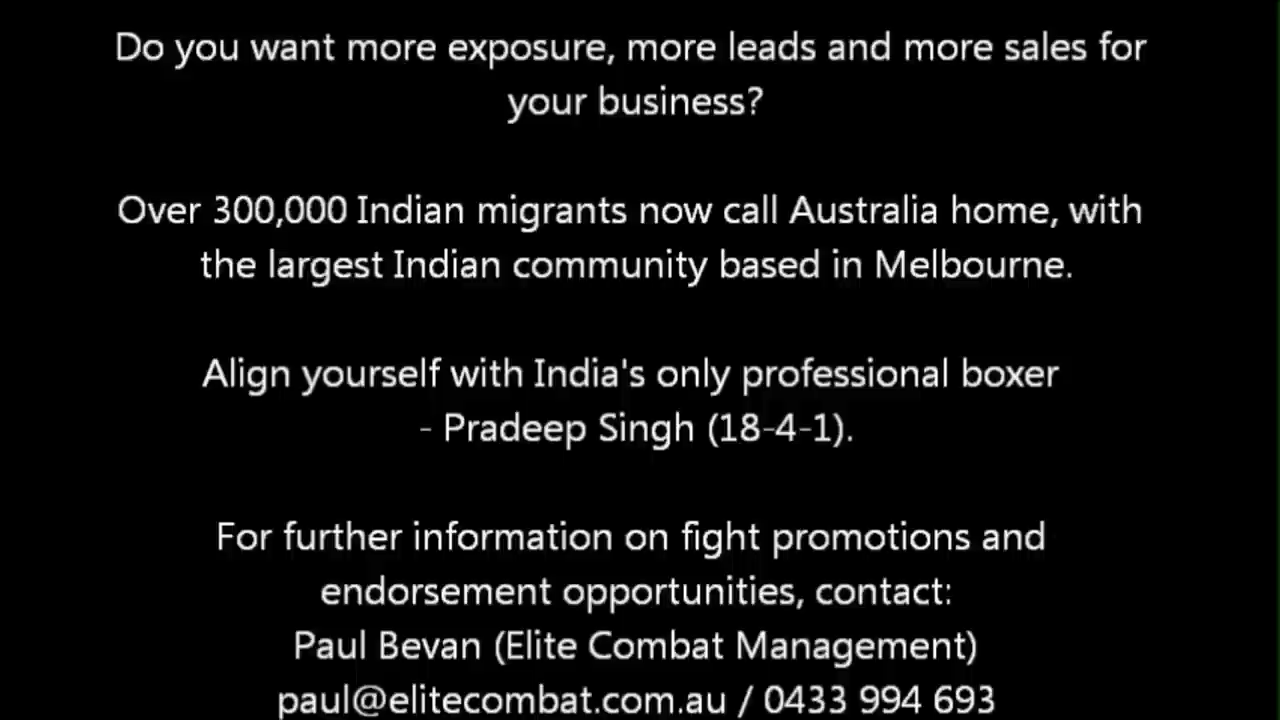 Do you want more exposure, more leads and more sales for
your business?
Over 300,000 Indian migrants now call Australia home, with
the largest Indian community based in Melbourne.
Align yourself with India's only professional boxer
- Pradeep Singh (18-4-1).
For further information on fight promotions and
endorsement opportunities, contact:
Paul Bevan (Elite Combat Management)
paul@elitecombat.com.au / 0433 994 693